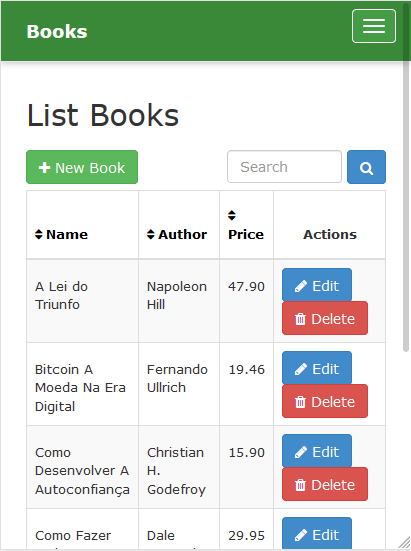 Books
List Books
New Book
Search
Name
Author
Price
Actions
A Lei do
Triunfo
Napoleon
Hill
47.90
Edit
Delete
Bitcoin A
Moeda Na Era
Digital
Fernando
Ullrich
19.46
Edit
Delete
Como
Desenvolver A
Autoconfiança
Christian
H.
Godefroy
15.90
Edit
Delete
Como Fazer
Dale
29.95
Edit